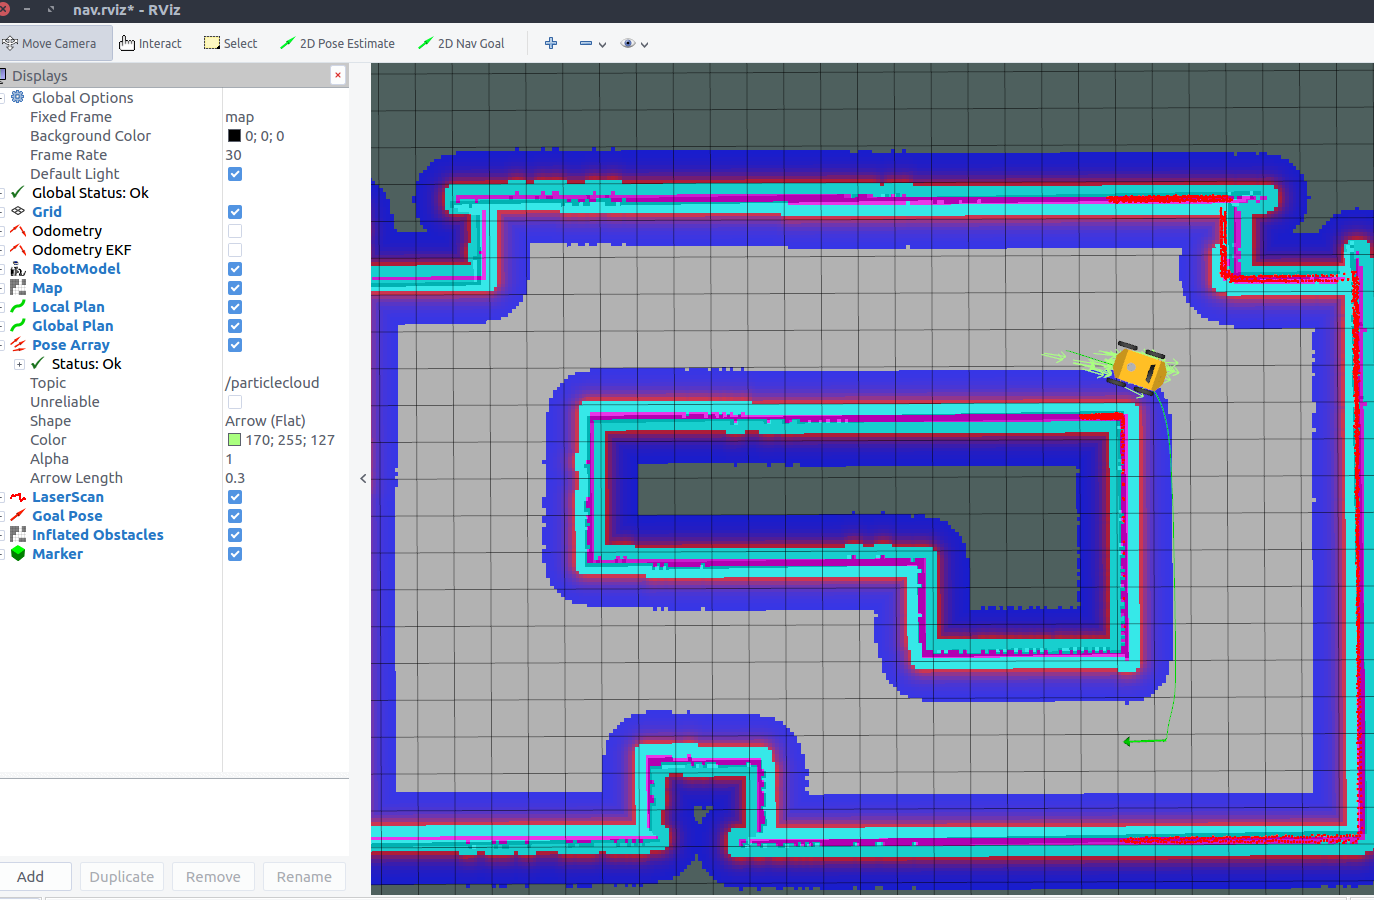 nav.rviz* - RViz
Move Camera Interact Select 2D Pose Estimate 2D Nav Goal
Displays
Global Options
Fixed Frame map
Background Color 0; 0; 0
Frame Rate 30
Default Light
Global Status: Ok
Grid
Odometry
Odometry EKF
RobotModel
Map
Local Plan
Global Plan
Pose Array
Status: Ok
Topic /particlecloud
Unreliable
Shape Arrow (Flat)
Color 170; 255; 127
Alpha 1
Arrow Length 0.3
LaserScan
Goal Pose
Inflated Obstacles
Marker
Add Duplicate Remove Rename